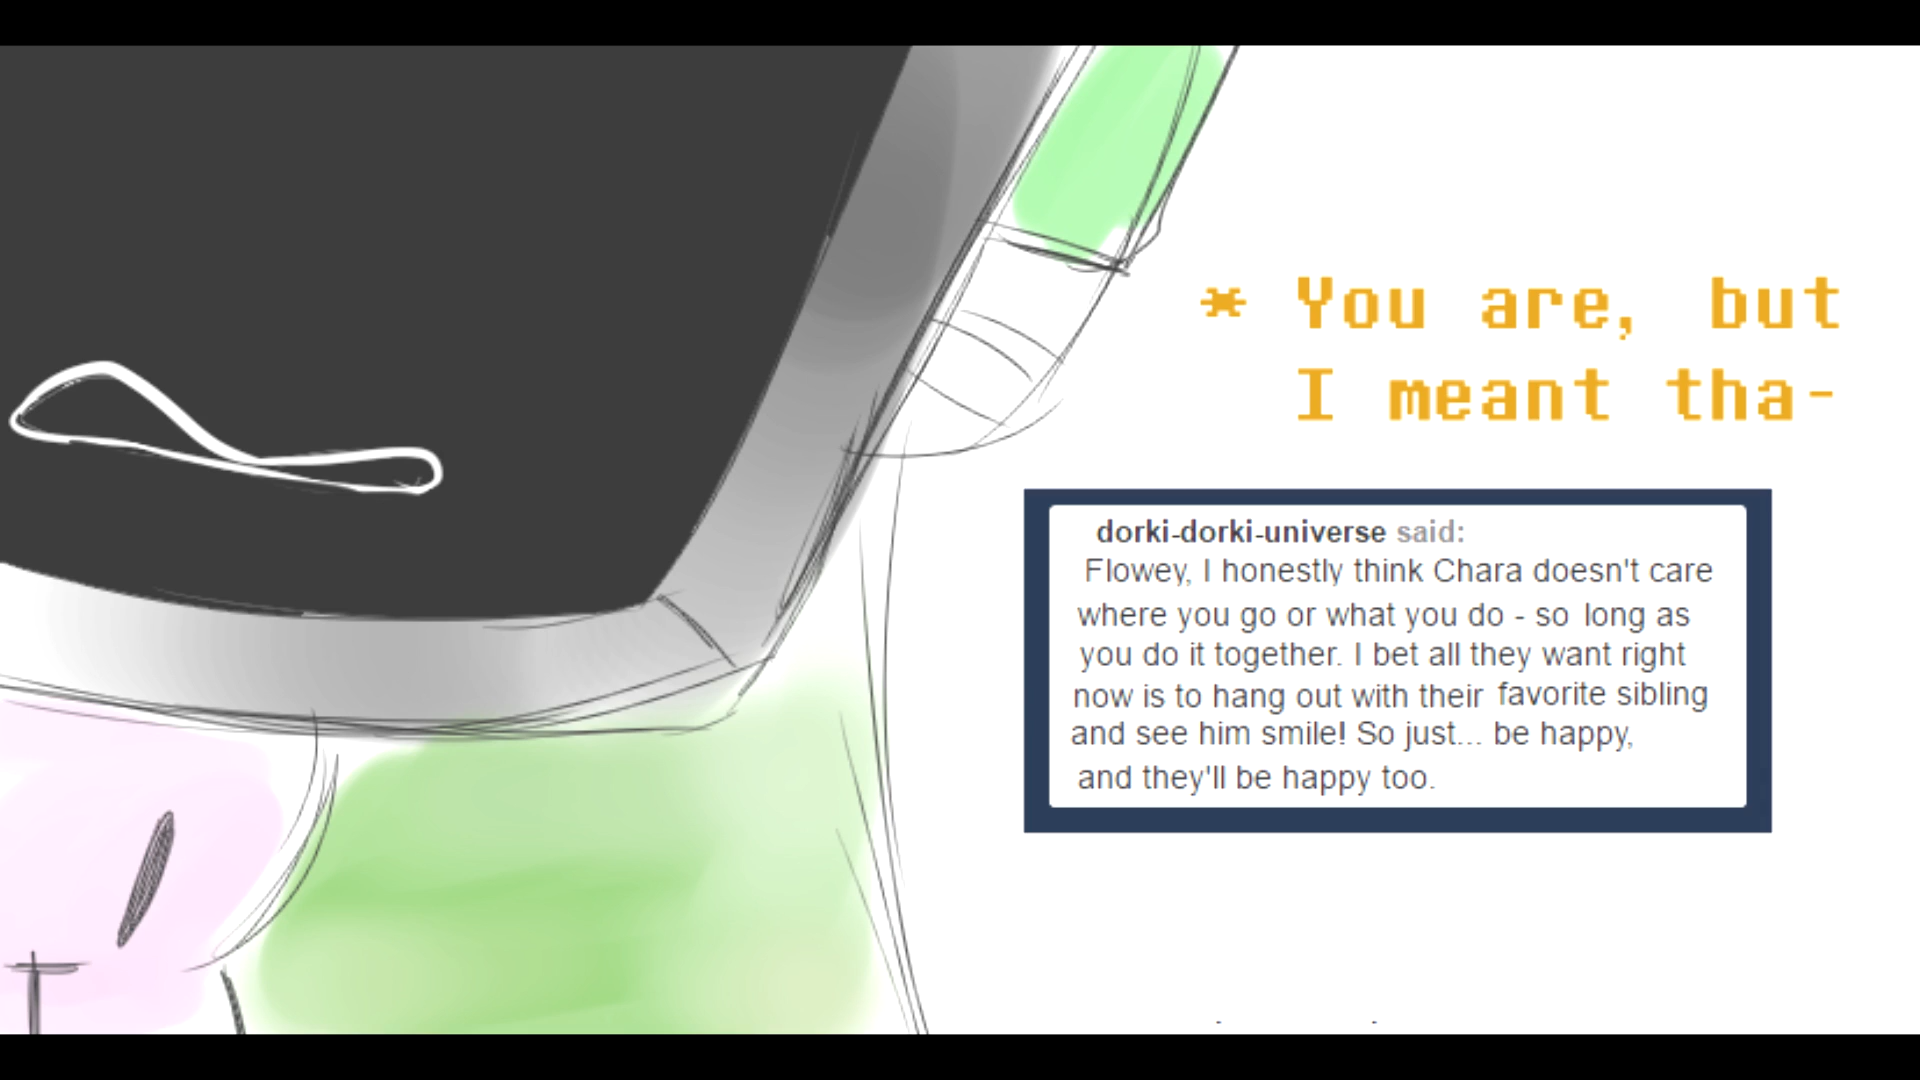 * You are, but
I meant tha-
dorki-dorki-universe said:
Flowey, I honestly think Chara doesn't care
where you go or what you do - so long as
you do it together. I bet all they want right
now is to hang out with their favorite sibling
and see him smile! So just... be happy,
and they'll be happy too.